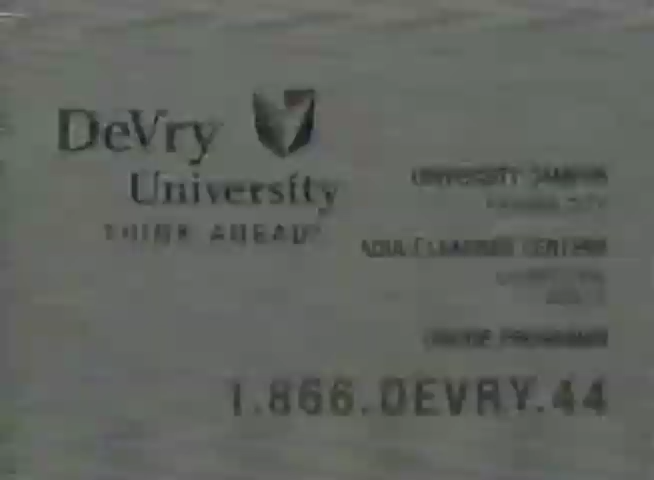 DeVry
University
THINK AHEAD
UNIVERSITY CAMPUS
ADULT LEARNING CENTERS
ONLINE PROGRAMS
1.866.DEVRY.44